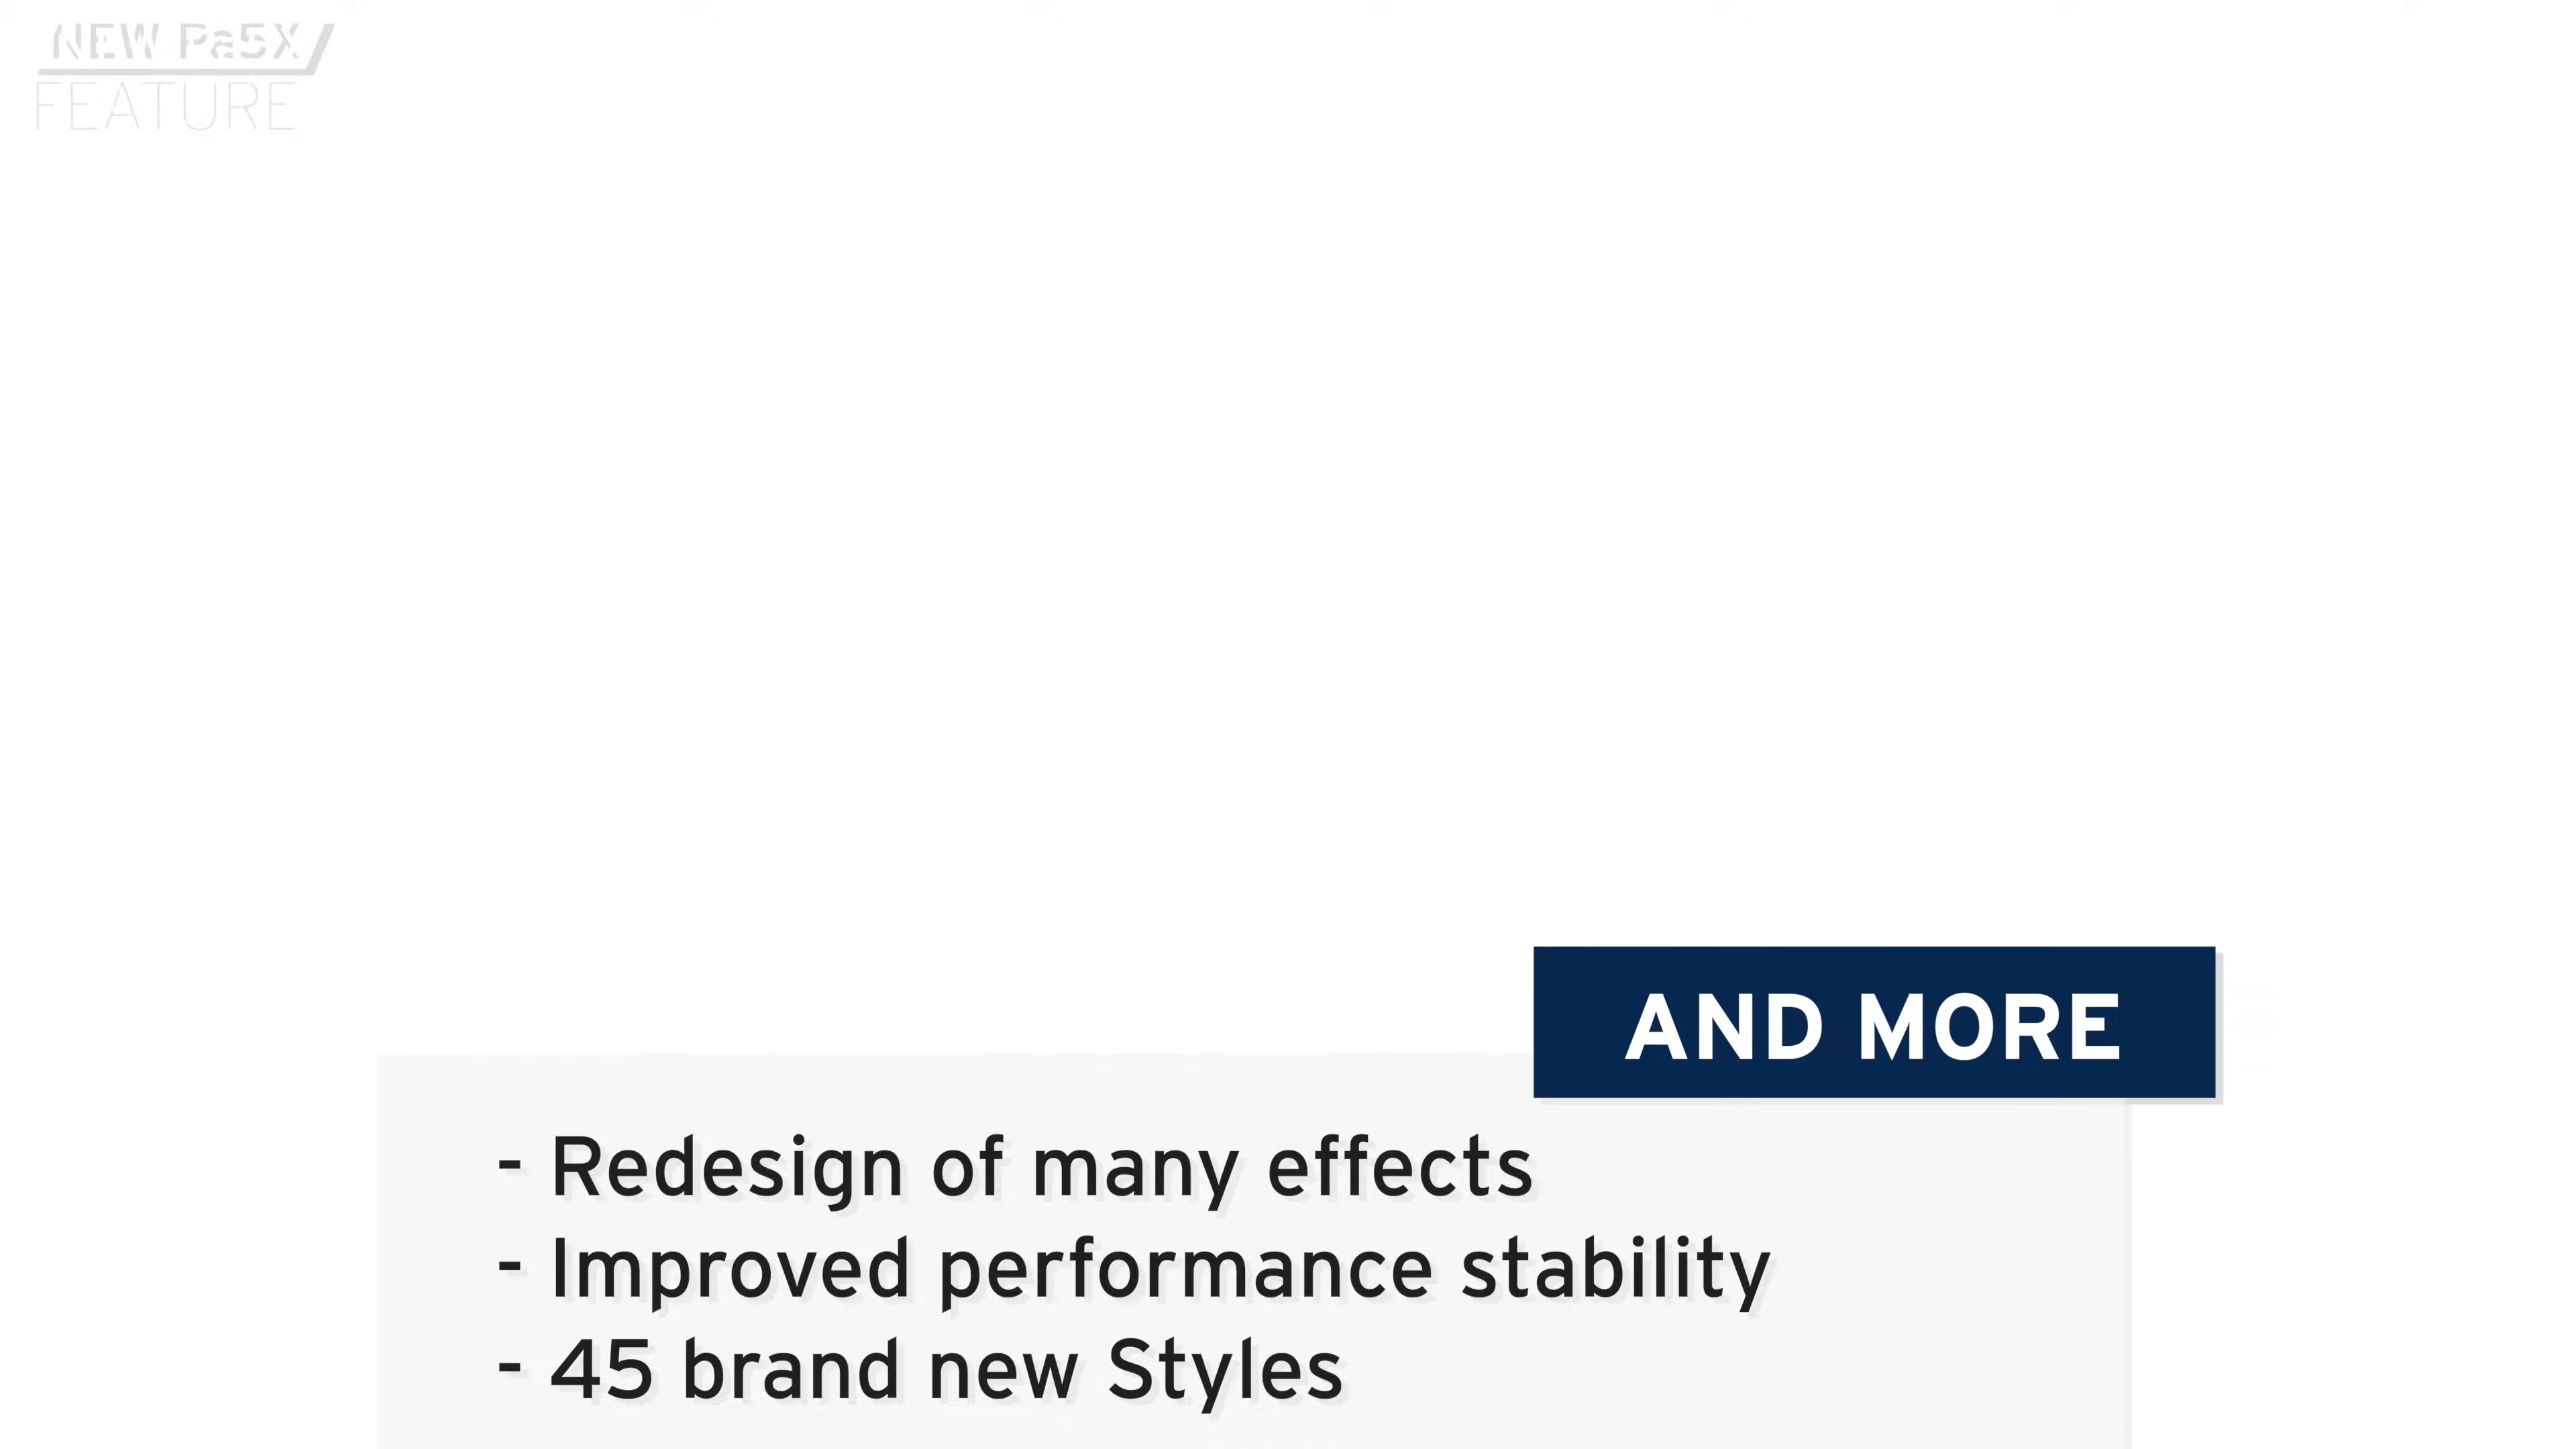 NEW Pa5X
FEATURE
AND MORE
- Redesign of many effects
- Improved performance stability
- 45 brand new Styles